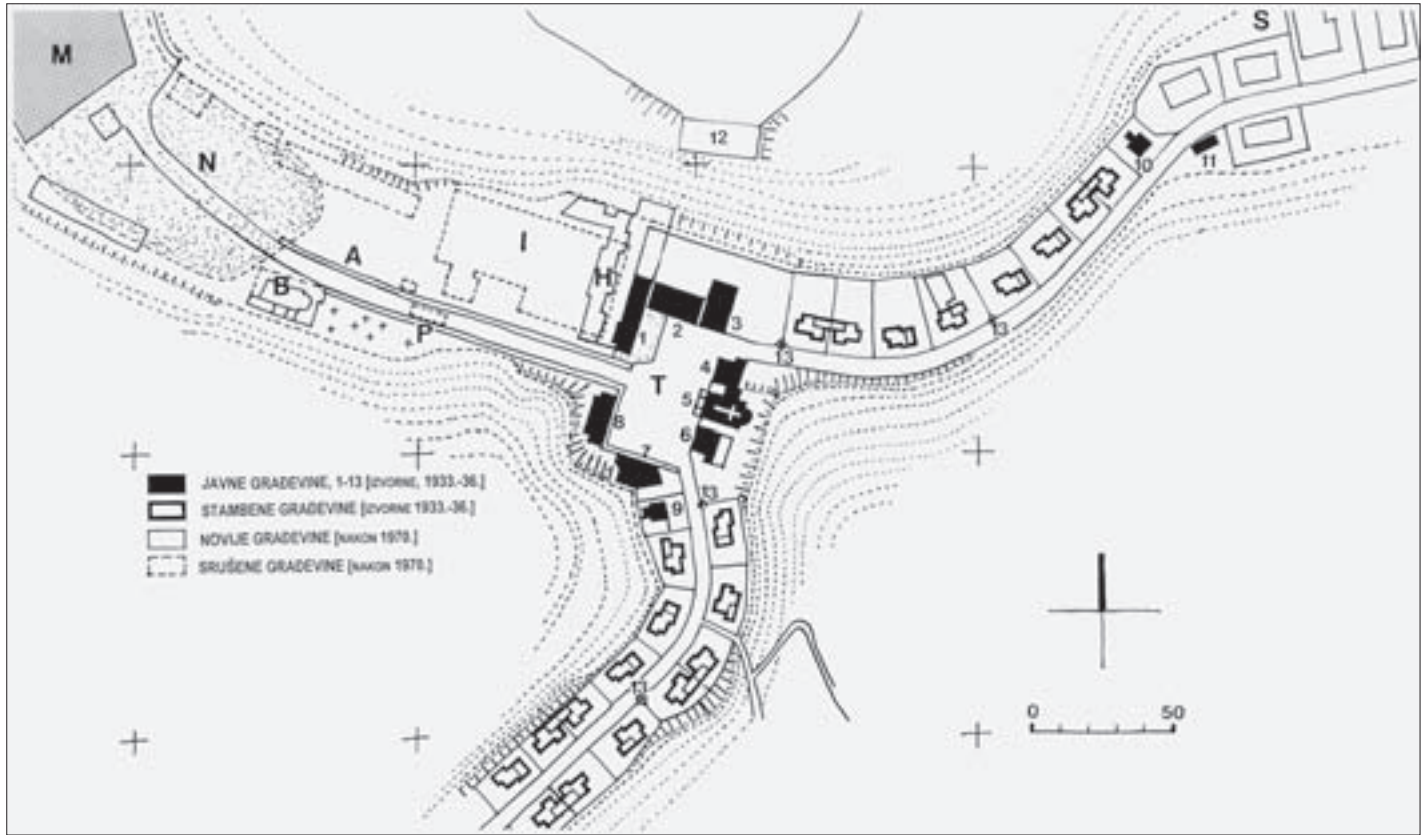 M
S
12
N
10
11
A
I
H
B
P
1
2
3
13
13
T
4
5
6
8
7
13
9
JAVNE GRAĐEVINE, 1-13 [IZVORNE, 1933.-36.]
STAMBENE GRAĐEVINE [IZVORNE 1933.-36.]
NOVIJE GRAĐEVINE [NAKON 1970.]
SRUŠENE GRAĐEVINE [NAKON 1970.]
13
0 50